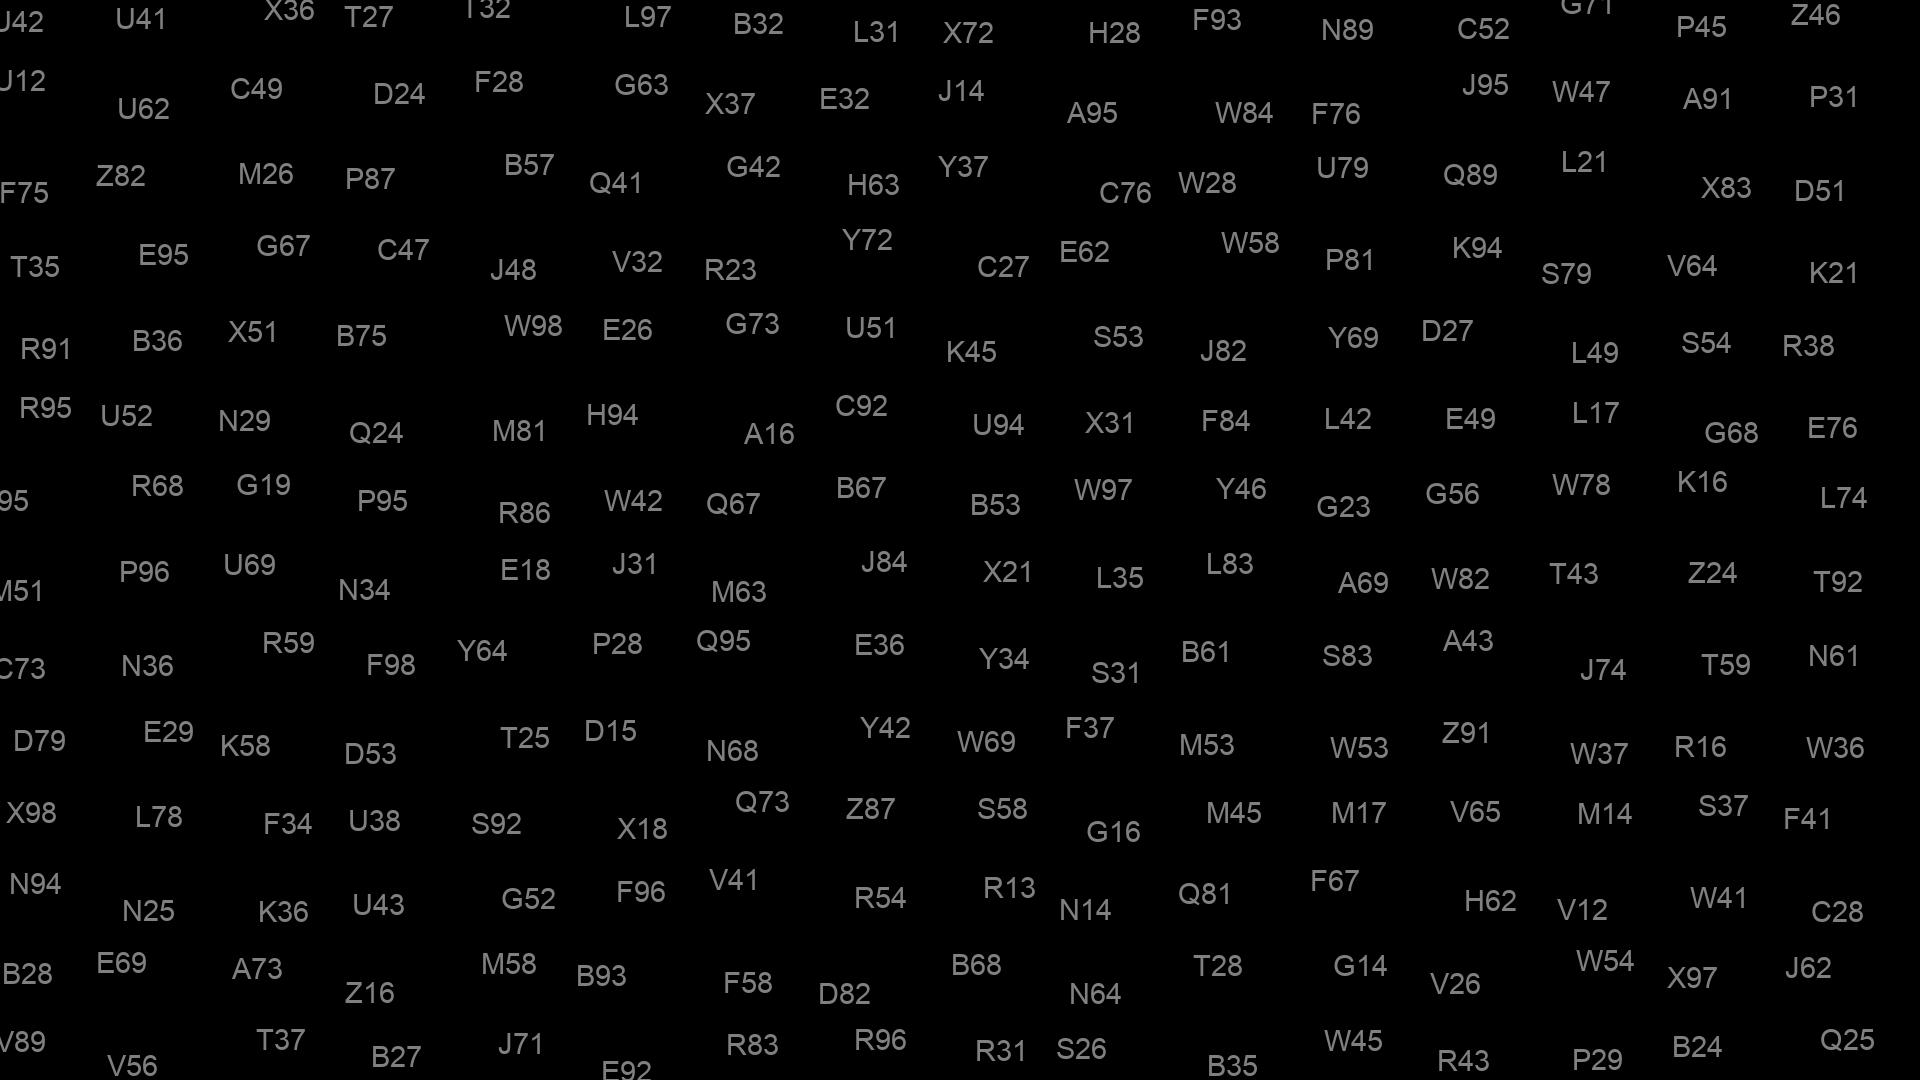 U42 U41 X36 T27 T32 L97 B32 L31 X72 H28 F93 N89 C52 G71 P45 Z46
U12 U62 C49 D24 F28 G63 X37 E32 J14 A95 W84 F76 J95 W47 A91 P31
F75 Z82 M26 P87 B57 Q41 G42 H63 Y37 C76 W28 U79 Q89 L21 X83 D51
T35 E95 G67 C47 J48 V32 R23 Y72 C27 E62 W58 P81 K94 S79 V64 K21
R91 B36 X51 B75 W98 E26 G73 U51 K45 S53 J82 Y69 D27 L49 S54 R38
R95 U52 N29 Q24 M81 H94 A16 C92 U94 X31 F84 L42 E49 L17 G68 E76
95 R68 G19 P95 R86 W42 Q67 B67 B53 W97 Y46 G23 G56 W78 K16 L74
M51 P96 U69 N34 E18 J31 M63 J84 X21 L35 L83 A69 W82 T43 Z24 T92
C73 N36 R59 F98 Y64 P28 Q95 E36 Y34 S31 B61 S83 A43 J74 T59 N61
D79 E29 K58 D53 T25 D15 N68 Y42 W69 F37 M53 W53 Z91 W37 R16 W36
X98 L78 F34 U38 S92 X18 Q73 Z87 S58 G16 M45 M17 V65 M14 S37 F41
N94 N25 K36 U43 G52 F96 V41 R54 R13 N14 Q81 F67 H62 V12 W41 C28
B28 E69 A73 Z16 M58 B93 F58 D82 B68 N64 T28 G14 V26 W54 X97 J62
V89 V56 T37 B27 J71 E92 R83 R96 R31 S26 B35 W45 R43 P29 B24 Q25